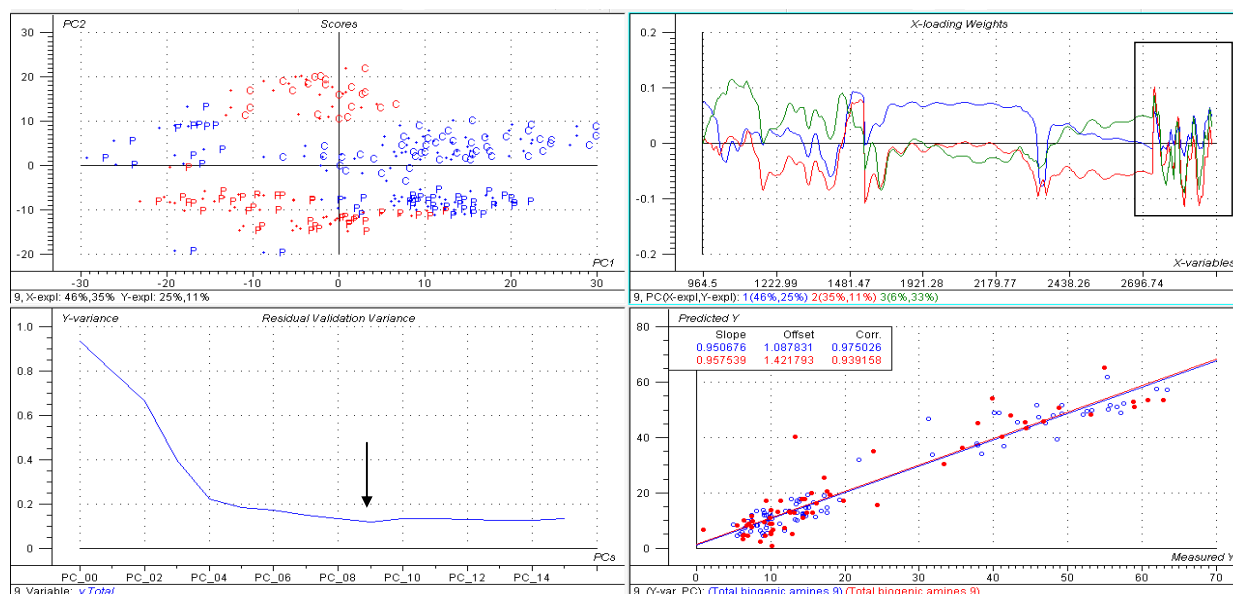 PC2 Scores
30
20
10
0
-10
-20
PC1
-30 -20 -10 0 10 20 30
9, X-expl: 46%,35% Y-expl: 25%,11%
X-loading Weights
0.2
0.1
0
-0.1
-0.2
X-variables
964.5 1222.99 1481.47 1921.28 2179.77 2438.26 2696.74
9, PC(X-expl,Y-expl): 1(46%,25%) 2(35%,11%) 3(6%,33%)
Y-variance Residual Validation Variance
1.0
0.8
0.6
0.4
0.2
0
PCs
PC_00 PC_02 PC_04 PC_06 PC_08 PC_10 PC_12 PC_14
9, Variable: v.Total
Predicted Y
80
60
40
20
0
Slope Offset Corr.
0.950676 1.087831 0.975026
0.957539 1.421793 0.939158
Measured Y
0 10 20 30 40 50 60 70
9, (Y-var, PC): (Total biogenic amines,9) (Total biogenic amines,9)